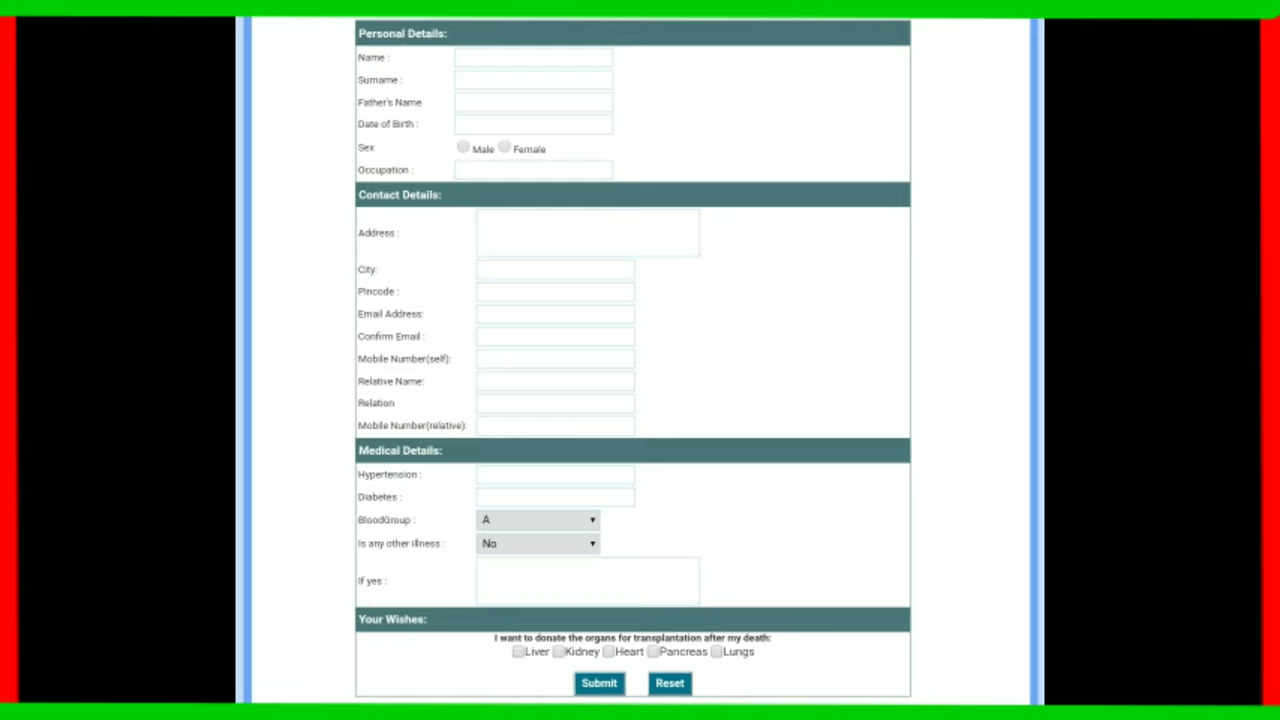 Personal Details:
Name :
Surname :
Father's Name
Date of Birth :
Sex Male Female
Occupation :
Contact Details:
Address :
City:
Pincode :
Email Address:
Confirm Email :
Mobile Number(self):
Relative Name:
Relation
Mobile Number(relative):
Medical Details:
Hypertension :
Diabetes :
BloodGroup : A
Is any other illness : No
If yes :
Your Wishes:
I want to donate the organs for transplantation after my death:
Liver Kidney Heart Pancreas Lungs
Submit Reset